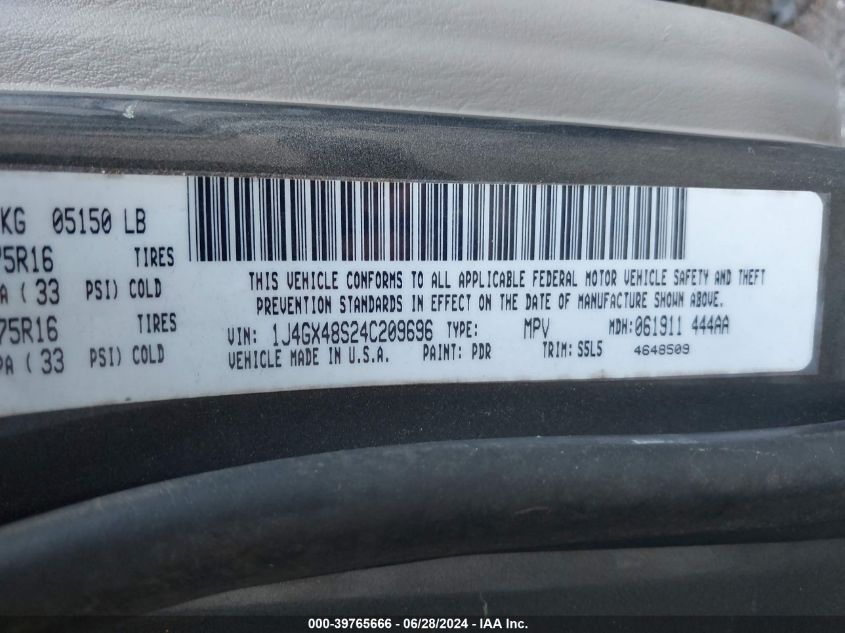 KG 05150 LB
75R16 TIRES
A ( 33 PSI) COLD
75R16 TIRES
PA ( 33 PSI) COLD
THIS VEHICLE CONFORMS TO ALL APPLICABLE FEDERAL MOTOR VEHICLE SAFETY AND THEFT
PREVENTION STANDARDS IN EFFECT ON THE DATE OF MANUFACTURE SHOWN ABOVE.
VIN: 1J4GX48S24C209696 TYPE: MPV MDH: 061911 444AA
VEHICLE MADE IN U.S.A. PAINT: PDR TRIM: S5L5 4648509
000-39765666 - 06/28/2024 - IAA Inc.